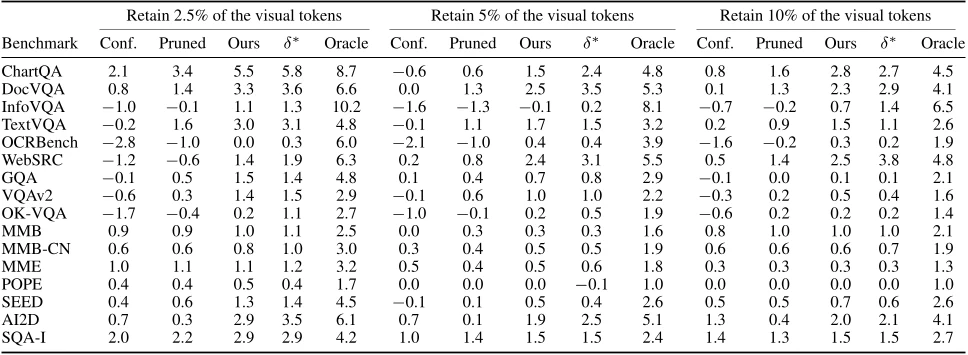 Retain 2.5% of the visual tokens Retain 5% of the visual tokens Retain 10% of the visual tokens
Benchmark Conf. Pruned Ours δ* Oracle Conf. Pruned Ours δ* Oracle Conf. Pruned Ours δ* Oracle
ChartQA 2.1 3.4 5.5 5.8 8.7 −0.6 0.6 1.5 2.4 4.8 0.8 1.6 2.8 2.7 4.5
DocVQA 0.8 1.4 3.3 3.6 6.6 0.0 1.3 2.5 3.5 5.3 0.1 1.3 2.3 2.9 4.1
InfoVQA −1.0 −0.1 1.1 1.3 10.2 −1.6 −1.3 −0.1 0.2 8.1 −0.7 −0.2 0.7 1.4 6.5
TextVQA −0.2 1.6 3.0 3.1 4.8 −0.1 1.1 1.7 1.5 3.2 0.2 0.9 1.5 1.1 2.6
OCRBench −2.8 −1.0 0.0 0.3 6.0 −2.1 −1.0 0.4 0.4 3.9 −1.6 −0.2 0.3 0.2 1.9
WebSRC −1.2 −0.6 1.4 1.9 6.3 0.2 0.8 2.4 3.1 5.5 0.5 1.4 2.5 3.8 4.8
GQA −0.1 0.5 1.5 1.4 4.8 0.1 0.4 0.7 0.8 2.9 −0.1 0.0 0.1 0.1 2.1
VQAv2 −0.6 0.3 1.4 1.5 2.9 −0.1 0.6 1.0 1.0 2.2 −0.3 0.2 0.5 0.4 1.6
OK-VQA −1.7 −0.4 0.2 1.1 2.7 −1.0 −0.1 0.2 0.5 1.9 −0.6 0.2 0.2 0.2 1.4
MMB 0.9 0.9 1.0 1.1 2.5 0.0 0.3 0.3 0.3 1.6 0.8 1.0 1.0 1.0 2.1
MMB-CN 0.6 0.6 0.8 1.0 3.0 0.3 0.4 0.5 0.5 1.9 0.6 0.6 0.6 0.7 1.9
MME 1.0 1.1 1.1 1.2 3.2 0.5 0.4 0.5 0.6 1.8 0.3 0.3 0.3 0.3 1.3
POPE 0.4 0.4 0.5 0.4 1.7 0.0 0.0 0.0 −0.1 1.0 0.0 0.0 0.0 0.0 1.0
SEED 0.4 0.6 1.3 1.4 4.5 −0.1 0.1 0.5 0.4 2.6 0.5 0.5 0.7 0.6 2.6
AI2D 0.7 0.3 2.9 3.5 6.1 0.7 0.1 1.9 2.5 5.1 1.3 0.4 2.0 2.1 4.1
SQA-I 2.0 2.2 2.9 2.9 4.2 1.0 1.4 1.5 1.5 2.4 1.4 1.3 1.5 1.5 2.7